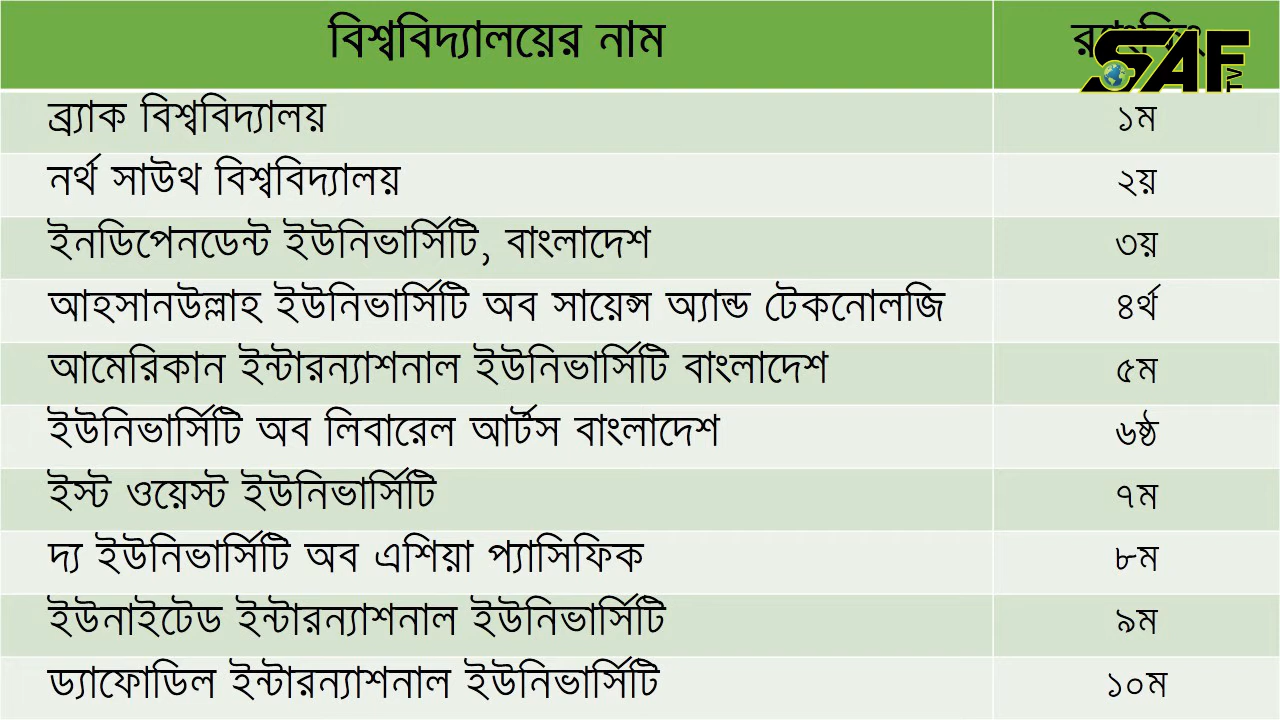 বিশ্ববিদ্যালয়ের নাম
SAF TV
ব্র্যাক বিশ্ববিদ্যালয় ১ম
নর্থ সাউথ বিশ্ববিদ্যালয় ২য়
ইনডিপেনডেন্ট ইউনিভার্সিটি, বাংলাদেশ ৩য়
আহসানউল্লাহ ইউনিভার্সিটি অব সায়েন্স অ্যান্ড টেকনোলজি ৪র্থ
আমেরিকান ইন্টারন্যাশনাল ইউনিভার্সিটি বাংলাদেশ ৫ম
ইউনিভার্সিটি অব লিবারেল আর্টস বাংলাদেশ ৬ষ্ঠ
ইস্ট ওয়েস্ট ইউনিভার্সিটি ৭ম
দ্য ইউনিভার্সিটি অব এশিয়া প্যাসিফিক ৮ম
ইউনাইটেড ইন্টারন্যাশনাল ইউনিভার্সিটি ৯ম
ড্যাফোডিল ইন্টারন্যাশনাল ইউনিভার্সিটি ১০ম